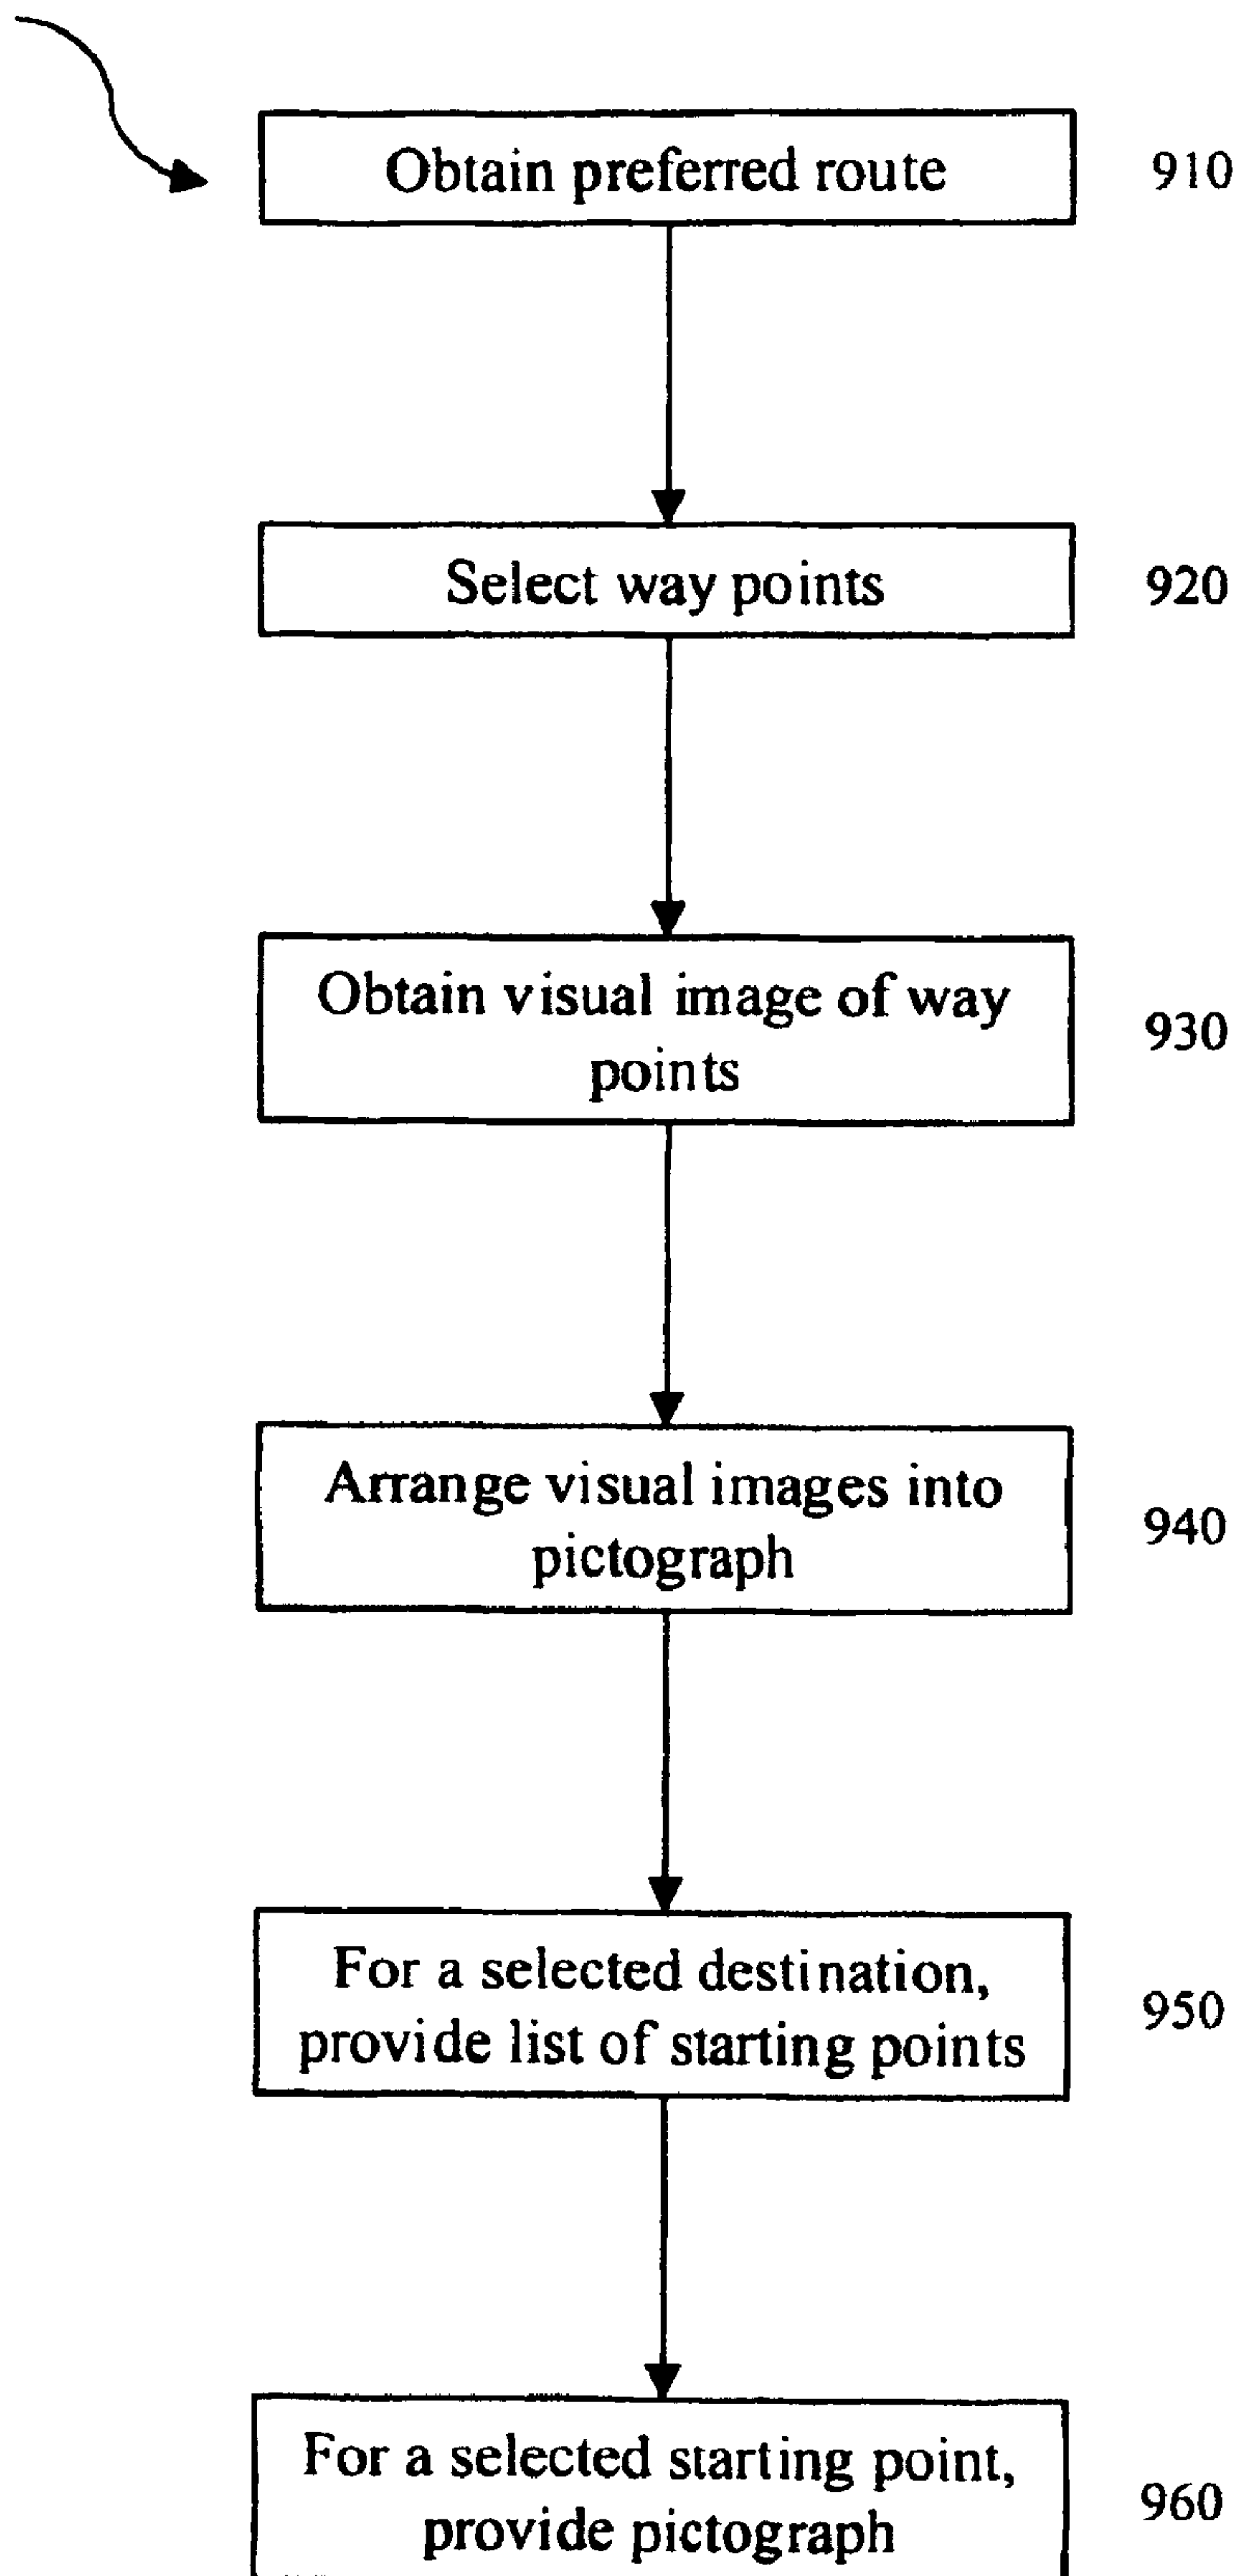 Obtain preferred route 910
Select way points 920
Obtain visual image of way
points
930
Arrange visual images into
pictograph
940
For a selected destination,
provide list of starting points
950
For a selected starting point,
provide pictograph
960